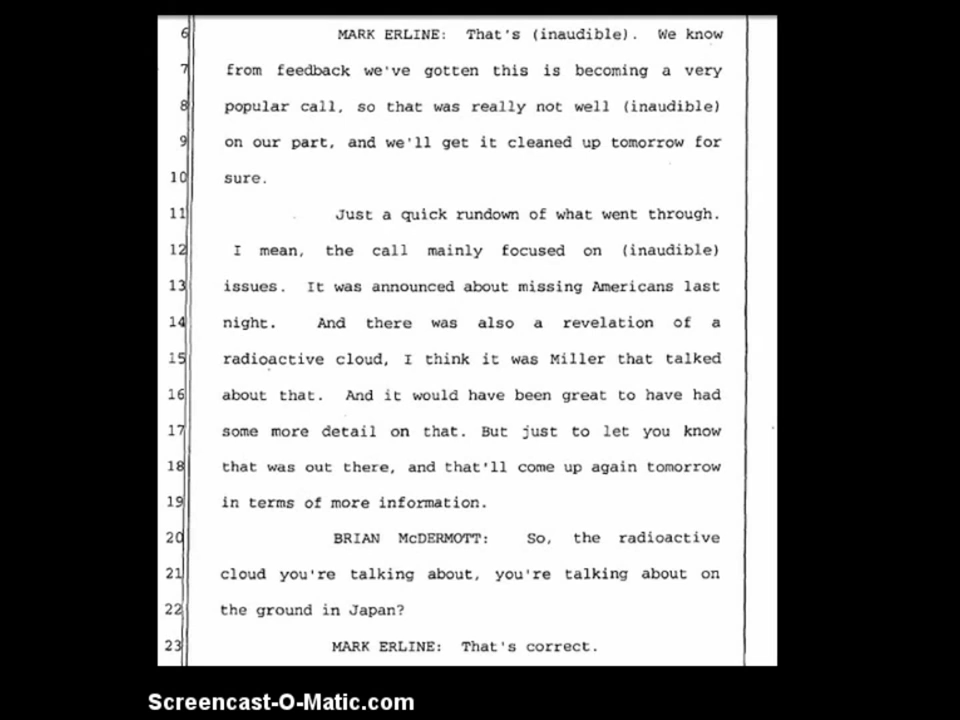 6 MARK ERLINE: That's (inaudible). We know
7 from feedback we've gotten this is becoming a very
8 popular call, so that was really not well (inaudible)
9 on our part, and we'll get it cleaned up tomorrow for
10 sure.
11 Just a quick rundown of what went through.
12 I mean, the call mainly focused on (inaudible)
13 issues. It was announced about missing Americans last
14 night. And there was also a revelation of a
15 radioactive cloud, I think it was Miller that talked
16 about that. And it would have been great to have had
17 some more detail on that. But just to let you know
18 that was out there, and that'll come up again tomorrow
19 in terms of more information.
20 BRIAN McDERMOTT: So, the radioactive
21 cloud you're talking about, you're talking about on
22 the ground in Japan?
23 MARK ERLINE: That's correct.
Screencast-O-Matic.com